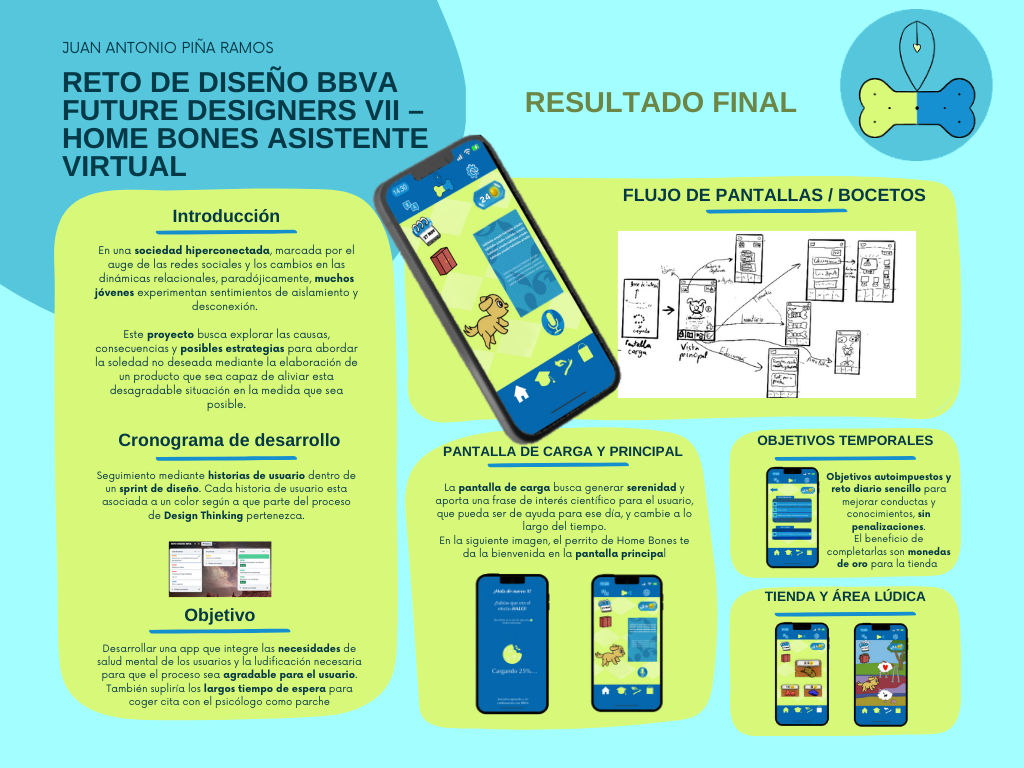 JUAN ANTONIO PIÑA RAMOS
RETO DE DISEÑO BBVA
FUTURE DESIGNERS VII –
HOME BONES ASISTENTE
VIRTUAL
RESULTADO FINAL
Introducción
En una sociedad hiperconectada, marcada por el
auge de las redes sociales y los cambios en las
dinámicas relacionales, paradójicamente, muchos
jóvenes experimentan sentimientos de aislamiento y
desconexión.
Este proyecto busca explorar las causas,
consecuencias y posibles estrategias para abordar
la soledad no deseada mediante la elaboración de
un producto que sea capaz de aliviar esta
desagradable situación en la medida que sea
posible.
Cronograma de desarrollo
Seguimiento mediante historias de usuario dentro de
un sprint de diseño. Cada historia de usuario esta
asociada a un color según a que parte del proceso
de Design Thinking pertenezca.
Objetivo
Desarrollar una app que integre las necesidades de
salud mental de los usuarios y la ludificación necesaria
para que el proceso sea agradable para el usuario.
También supliría los largos tiempo de espera para
coger cita con el psicólogo como parche
14:30
24
FLUJO DE PANTALLAS / BOCETOS
Pantalla
carga
Vista
principal
PANTALLA DE CARGA Y PRINCIPAL
La pantalla de carga busca generar serenidad y
aporta una frase de interés científico para el usuario,
que pueda ser de ayuda para ese día, y cambie a lo
largo del tiempo.
En la siguiente imagen, el perrito de Home Bones te
da la bienvenida en la pantalla principal
¡Hola de nuevo X!
¿Sabías que era el
efecto HALO?
Cargando 25%...
OBJETIVOS TEMPORALES
Objetivos autoimpuestos y
reto diario sencillo para
mejorar conductas y
conocimientos, sin
penalizaciones.
El beneficio de
completarlas son monedas
de oro para la tienda
TIENDA Y ÁREA LÚDICA